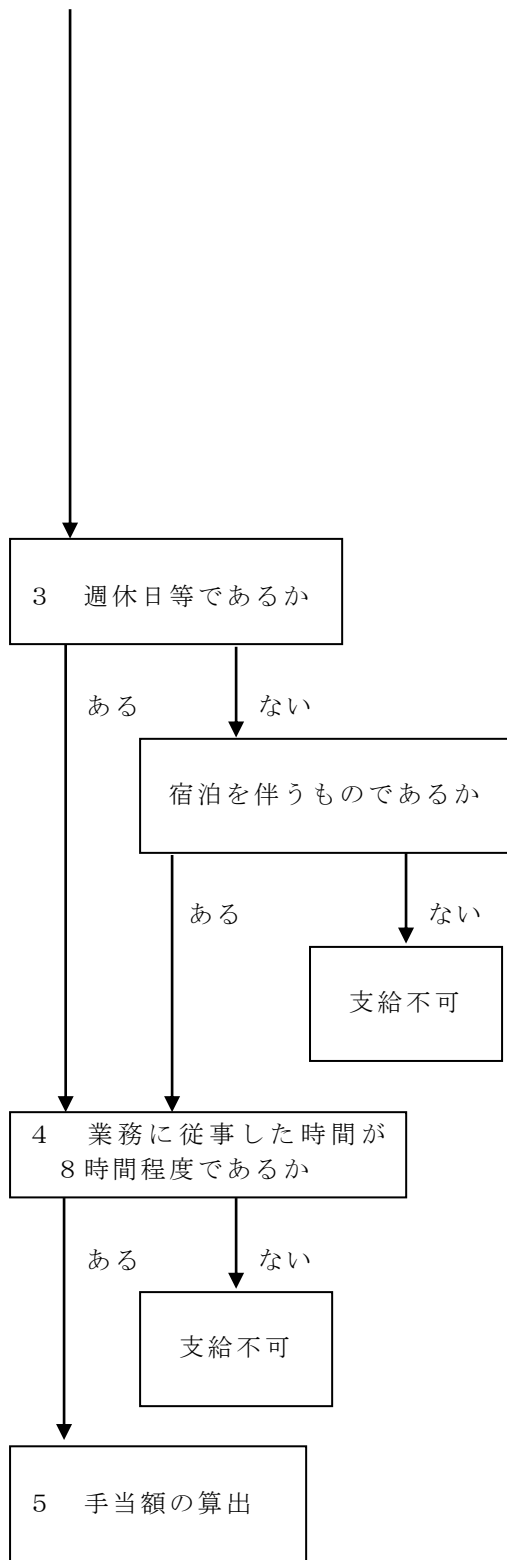 ３　週休日等であるか
ある
ない
宿泊を伴うものであるか
ある
ない
支給不可
４　業務に従事した時間が
８時間程度であるか
ある
ない
支給不可
５　手当額の算出